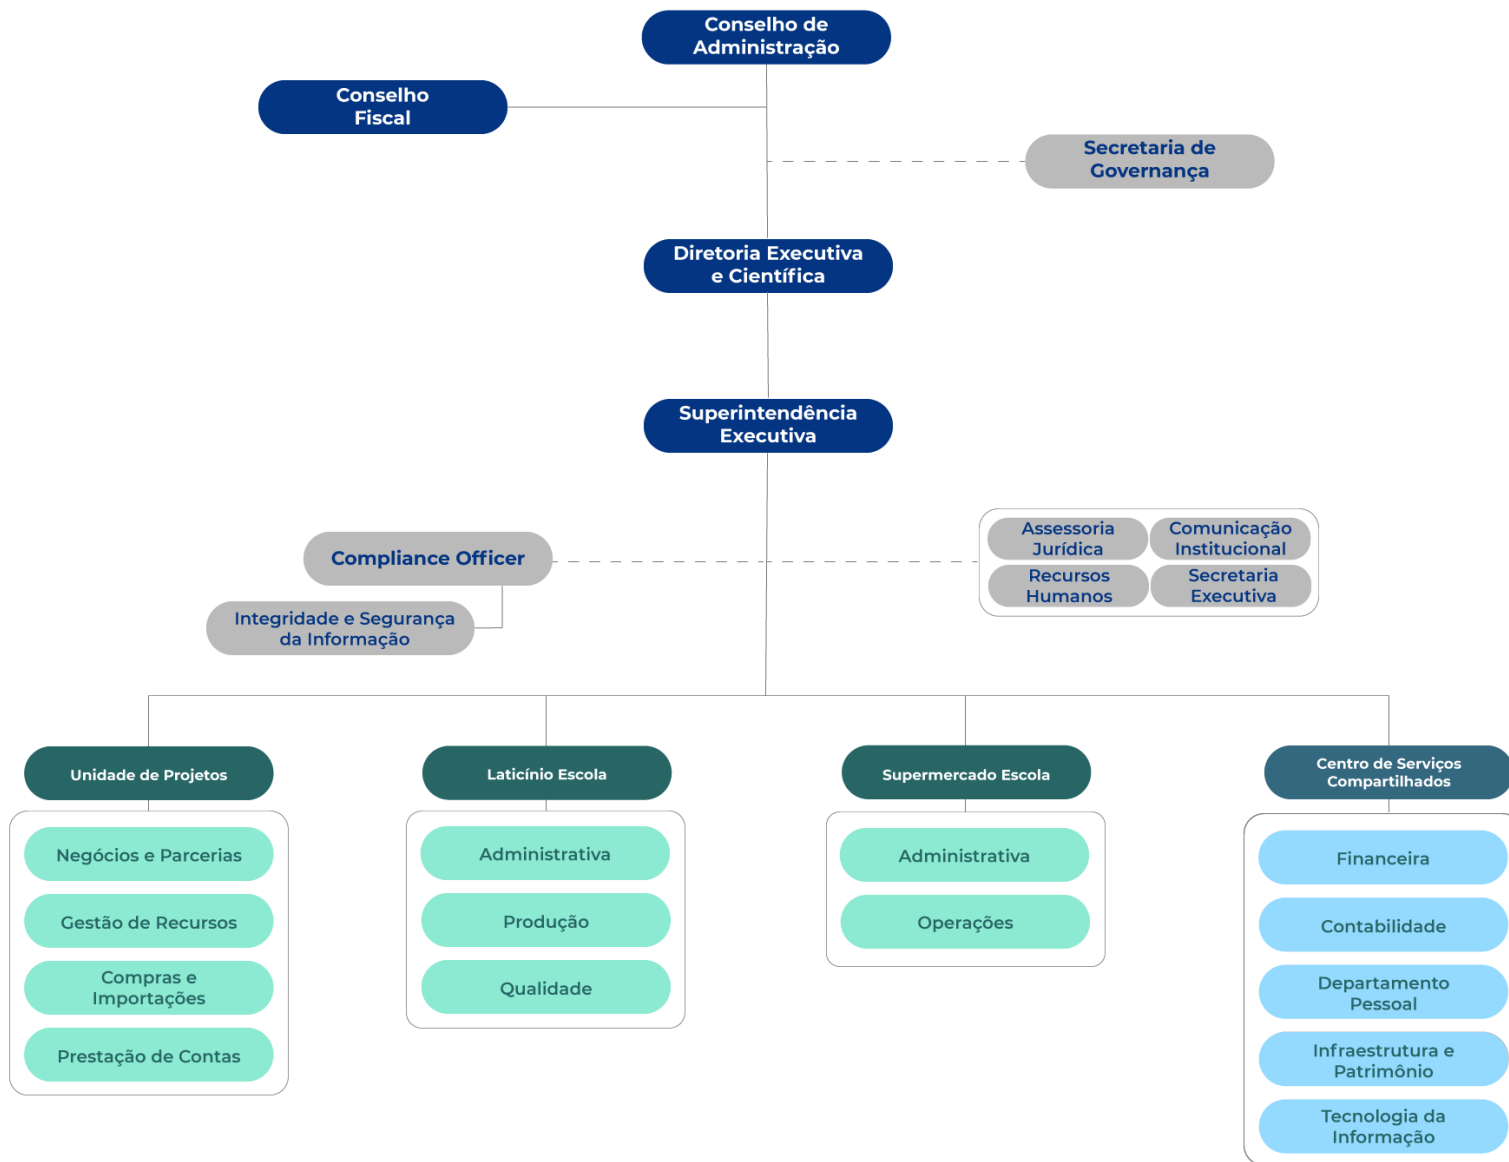 Conselho de
Administração
Conselho
Fiscal
Secretaria de
Governança
Diretoria Executiva
e Científica
Superintendência
Executiva
Compliance Officer
Integridade e Segurança
da Informação
Assessoria
Jurídica
Comunicação
Institucional
Recursos
Humanos
Secretaria
Executiva
Unidade de Projetos
Negócios e Parcerias
Gestão de Recursos
Compras e
Importações
Prestação de Contas
Laticínio Escola
Administrativa
Produção
Qualidade
Supermercado Escola
Administrativa
Operações
Centro de Serviços
Compartilhados
Financeira
Contabilidade
Departamento
Pessoal
Infraestrutura e
Patrimônio
Tecnologia da
Informação